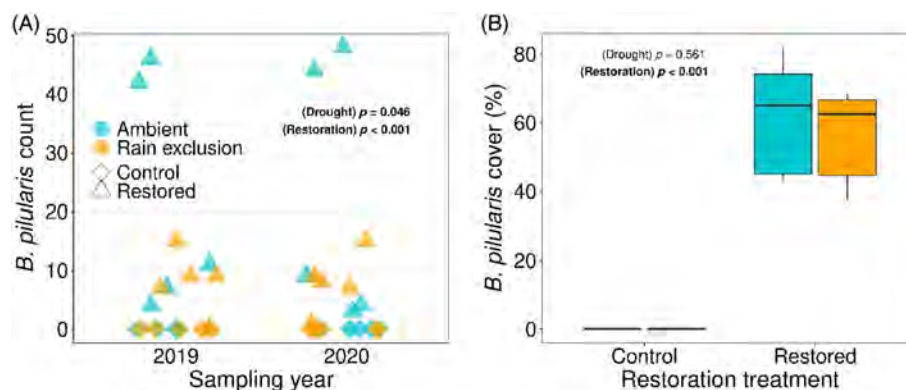 (A)
50
40
30
20
10
0
B. pilularis count
(Drought) p = 0.046
(Restoration) p < 0.001
Ambient
Rain exclusion
Control
Restored
2019
2020
Sampling year
(B)
80
60
40
20
0
B. pilularis cover (%)
(Drought) p = 0.561
(Restoration) p < 0.001
Control
Restored
Restoration treatment